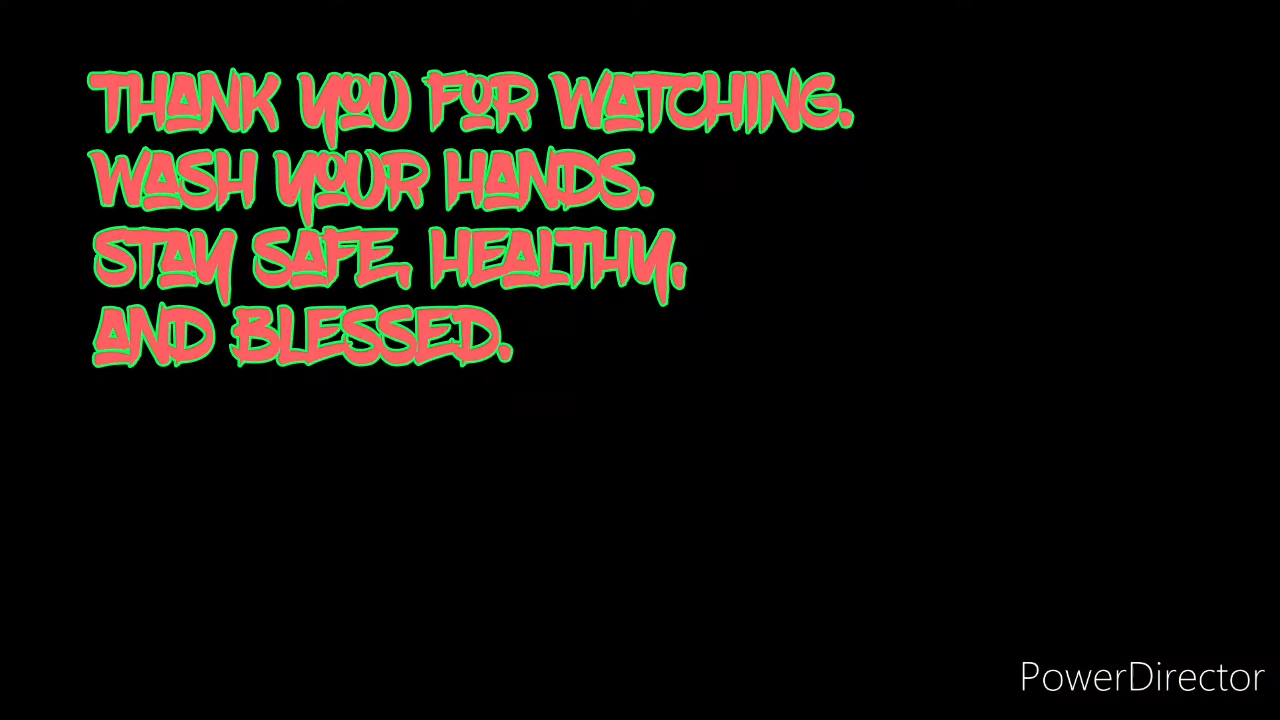 THANK YOU FOR WATCHING.
WASH YOUR HANDS.
STAY SAFE, HEALTHY,
AND BLESSED.
PowerDirector